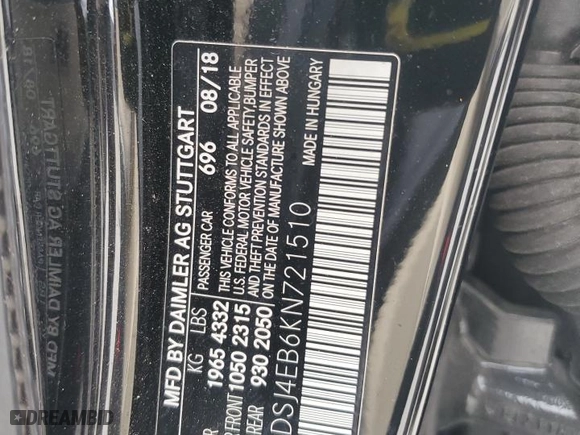 MFD BY DAIMLER AG STUTTGART
KG LBS PASSENGER CAR 696 08/18
1965 4332 THIS VEHICLE CONFORMS TO ALL APPLICABLE
FRONT 1050 2315 U.S. FEDERAL MOTOR VEHICLE SAFETY, BUMPER
REAR 930 2050 AND THEFT PREVENTION STANDARDS IN EFFECT
ON THE DATE OF MANUFACTURE SHOWN ABOVE
DSJ4EB6KN721510 MADE IN HUNGARY
DREAMBID